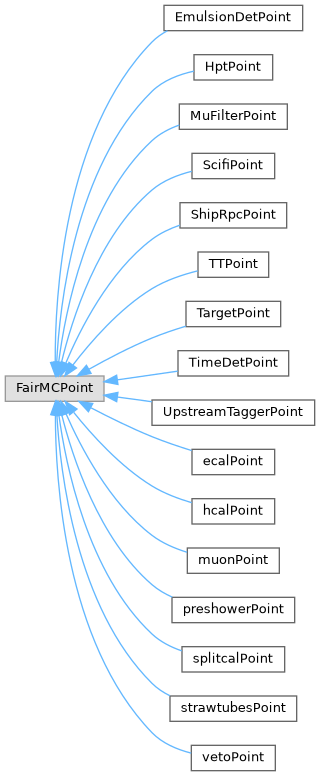 EmulsionDetPoint
HptPoint
MuFilterPoint
ScifiPoint
ShipRpcPoint
TTPoint
TargetPoint
TimeDetPoint
FairMCPoint
UpstreamTaggerPoint
ecalPoint
hcalPoint
muonPoint
preshowerPoint
splitcalPoint
strawtubesPoint
vetoPoint